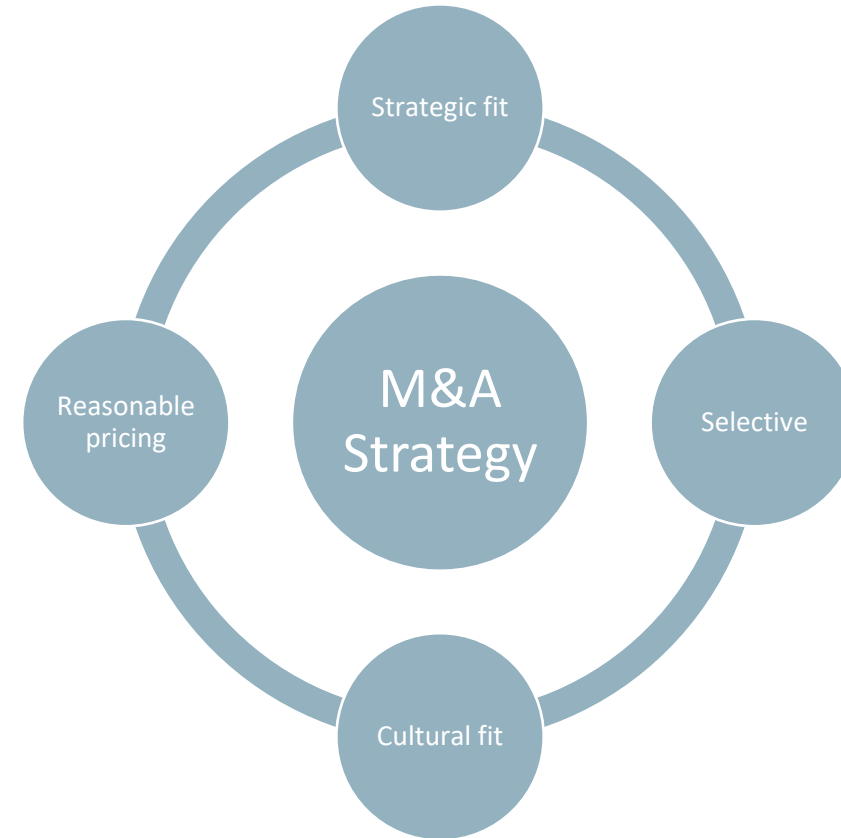 Strategic fit
Reasonable
pricing
M&A
Strategy
Selective
Cultural fit